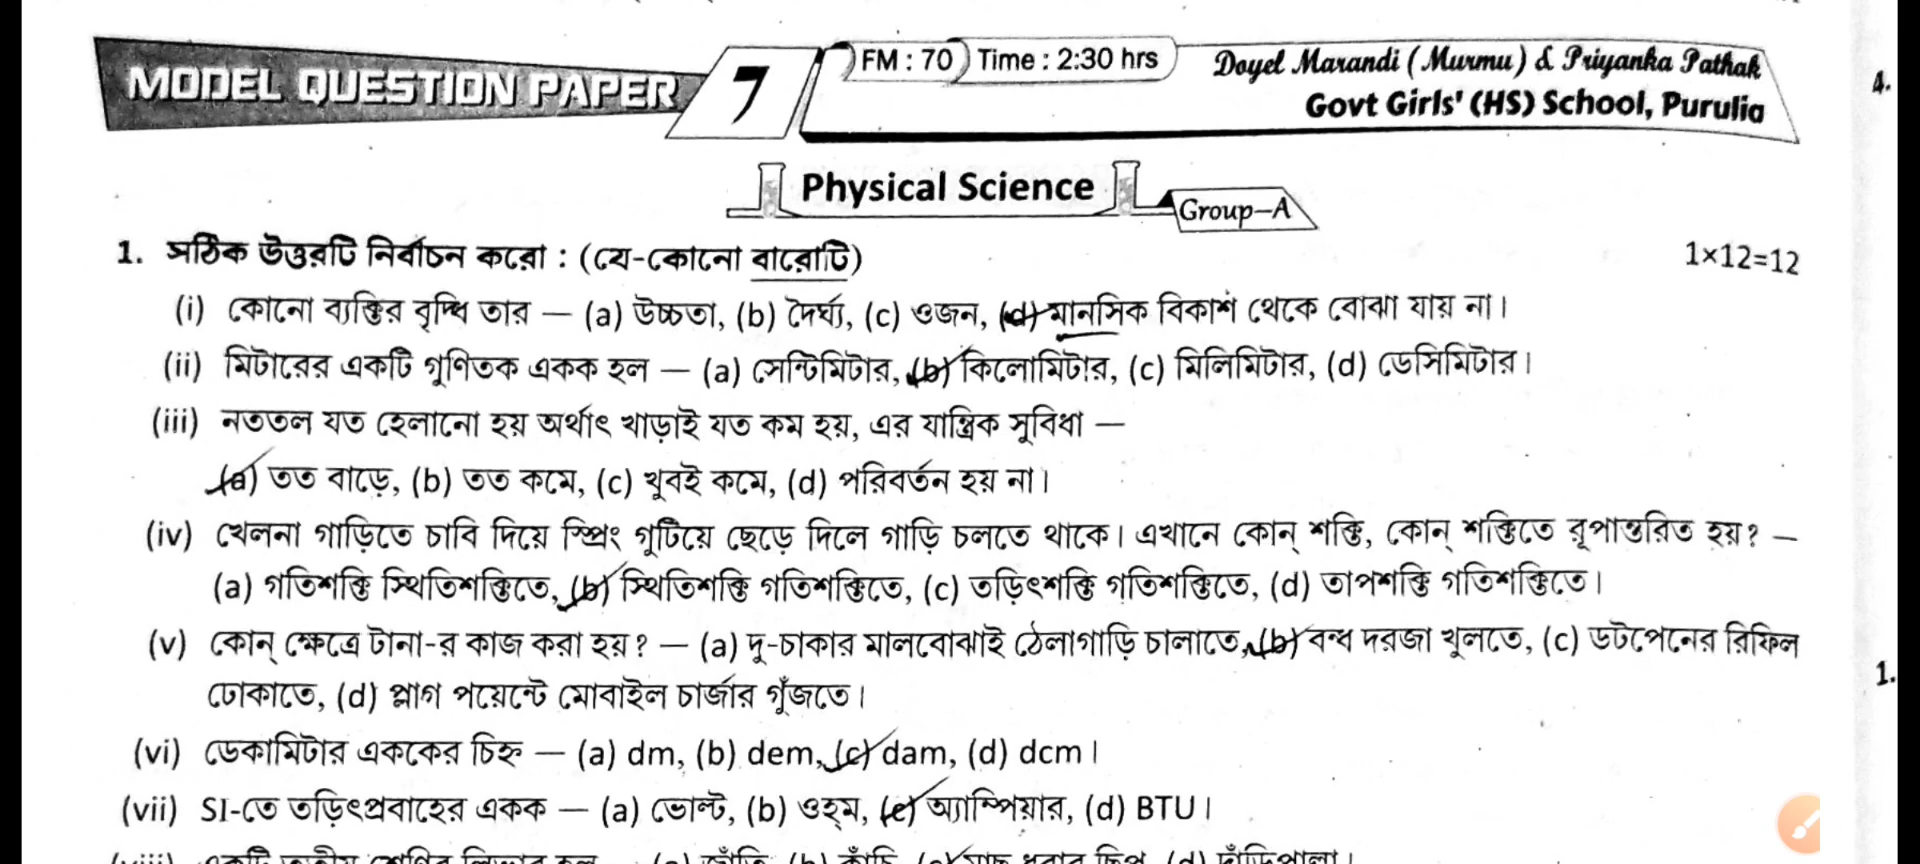 MODEL QUESTION PAPER 7 FM : 70 Time : 2:30 hrs Doyel Marandi (Murmu) & Priyanka Pathak
Govt Girls' (HS) School, Purulia
4.
Physical Science
Group–A
1. সঠিক উত্তরটি নির্বাচন করো : (যে-কোনো বারোটি) 1×12=12
(i) কোনো ব্যক্তির বৃদ্ধি তার — (a) উচ্চতা, (b) দৈর্ঘ্য, (c) ওজন, (d) মানসিক বিকাশ থেকে বোঝা যায় না।
(ii) মিটারের একটি গুণিতক একক হল — (a) সেন্টিমিটার, (b) কিলোমিটার, (c) মিলিমিটার, (d) ডেসিমিটার।
(iii) নততল যত হেলানো হয় অর্থাৎ খাড়াই যত কম হয়, এর যান্ত্রিক সুবিধা —
(a) তত বাড়ে, (b) তত কমে, (c) খুবই কমে, (d) পরিবর্তন হয় না।
(iv) খেলনা গাড়িতে চাবি দিয়ে স্প্রিং গুটিয়ে ছেড়ে দিলে গাড়ি চলতে থাকে। এখানে কোন্ শক্তি, কোন্ শক্তিতে রূপান্তরিত হয়? —
(a) গতিশক্তি স্থিতিশক্তিতে, (b) স্থিতিশক্তি গতিশক্তিতে, (c) তড়িৎশক্তি গতিশক্তিতে, (d) তাপশক্তি গতিশক্তিতে।
(v) কোন্ ক্ষেত্রে টানা-র কাজ করা হয়? — (a) দু-চাকার মালবোঝাই ঠেলাগাড়ি চালাতে, (b) বন্ধ দরজা খুলতে, (c) ডটপেনের রিফিল
ঢোকাতে, (d) প্লাগ পয়েন্টে মোবাইল চার্জার গুঁজতে।
1.
(vi) ডেকামিটার এককের চিহ্ন — (a) dm, (b) dem, (c) dam, (d) dcm।
(vii) SI-তে তড়িৎপ্রবাহের একক — (a) ভোল্ট, (b) ওহ্‌ম, (c) অ্যাম্পিয়ার, (d) BTU।